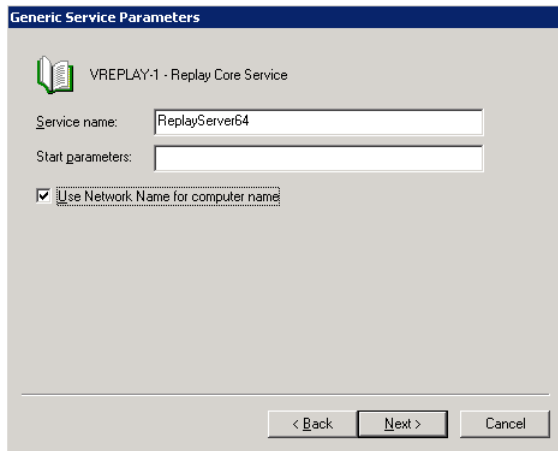 Generic Service Parameters
VREPLAY-1 - Replay Core Service
Service name: ReplayServer64
Start parameters:
Use Network Name for computer name
< Back Next > Cancel